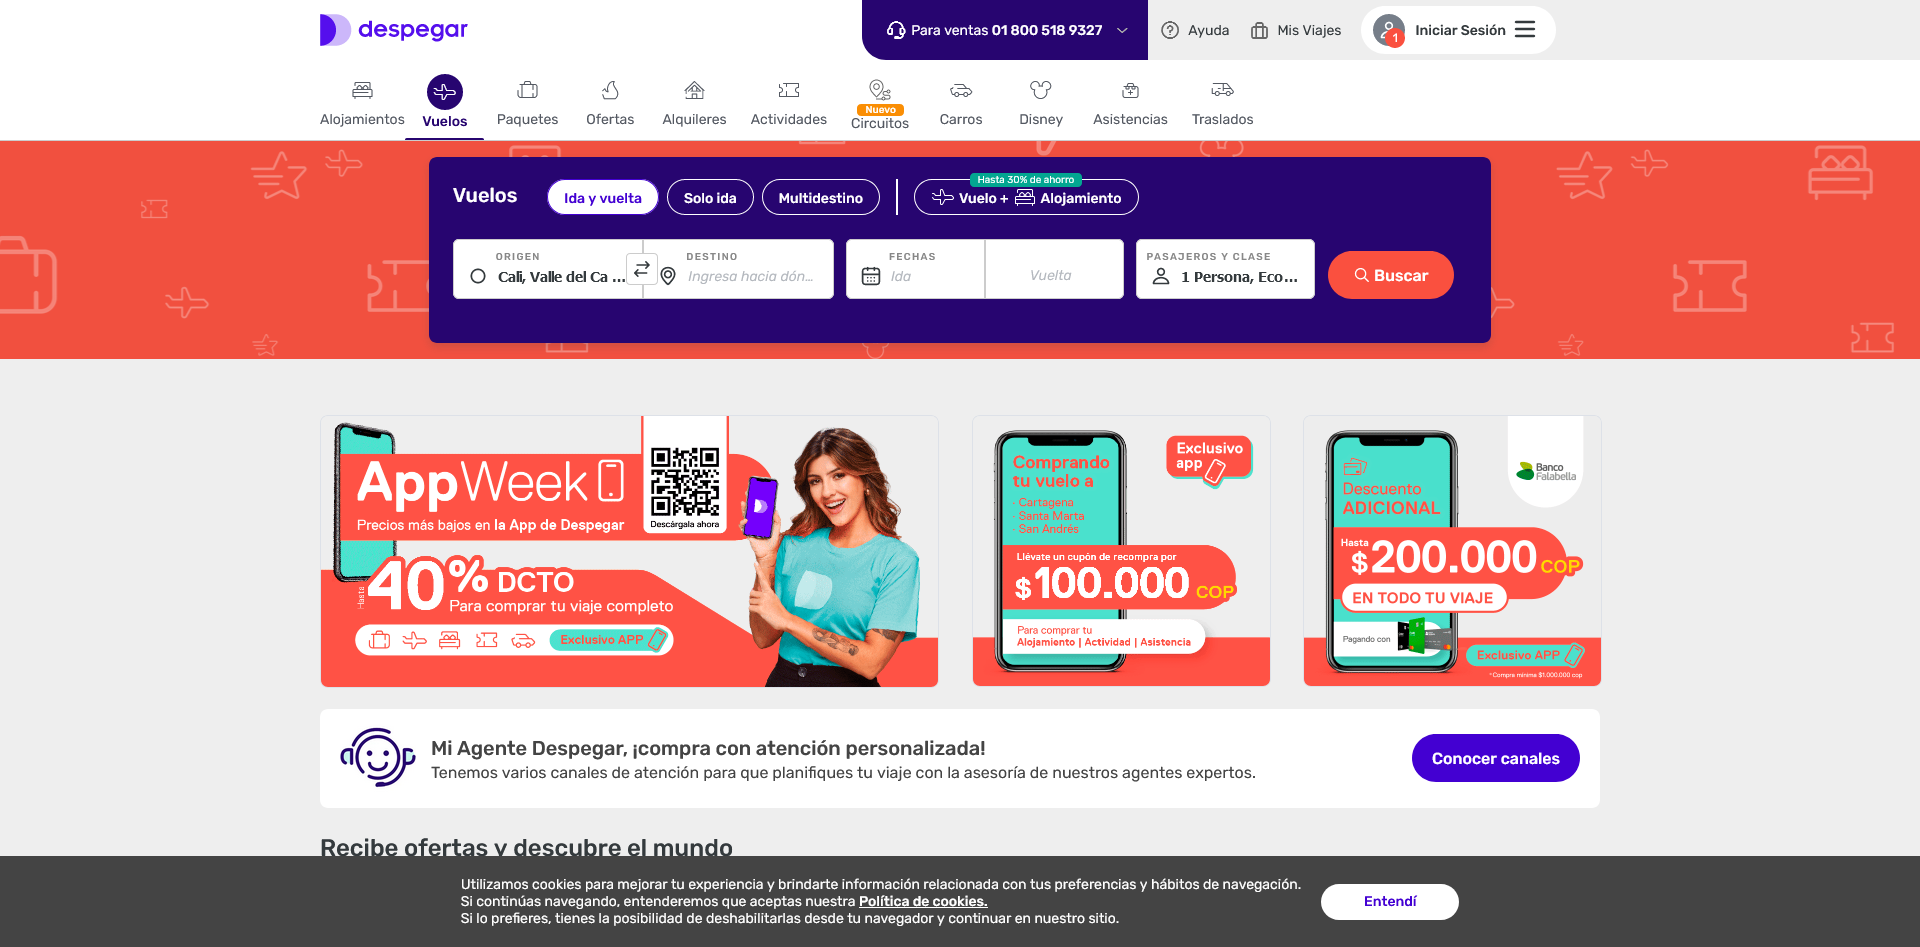 despegar
Para ventas 01 800 518 9327
Ayuda
Mis Viajes
1
Iniciar Sesión
Alojamientos
Vuelos
Paquetes
Ofertas
Alquileres
Actividades
Nuevo
Circuitos
Carros
Disney
Asistencias
Traslados
Vuelos
Ida y vuelta
Solo ida
Multidestino
Hasta 30% de ahorro
Vuelo + Alojamiento
ORIGEN
Cali, Valle del Ca ...
DESTINO
Ingresa hacia dón...
FECHAS
Ida
Vuelta
PASAJEROS Y CLASE
1 Persona, Eco...
Buscar
AppWeek
Precios más bajos en la App de Despegar
Descárgala ahora
Hasta 40% DCTO
Para comprar tu viaje completo
Exclusivo APP
Comprando
tu vuelo a
· Cartagena
· Santa Marta
· San Andrés
Exclusivo
app
Llévate un cupón de recompra por
$100.000 COP
Para comprar tu
Alojamiento | Actividad | Asistencia
Banco
Falabella
Descuento
ADICIONAL
Hasta
$200.000 COP
EN TODO TU VIAJE
Pagando con
Exclusivo APP
*Compra mínima $1.000.000 cop
Mi Agente Despegar, ¡compra con atención personalizada!
Tenemos varios canales de atención para que planifiques tu viaje con la asesoría de nuestros agentes expertos.
Conocer canales
Recibe ofertas y descubre el mundo
Utilizamos cookies para mejorar tu experiencia y brindarte información relacionada con tus preferencias y hábitos de navegación.
Si continúas navegando, entenderemos que aceptas nuestra Política de cookies.
Si lo prefieres, tienes la posibilidad de deshabilitarlas desde tu navegador y continuar en nuestro sitio.
Entendí